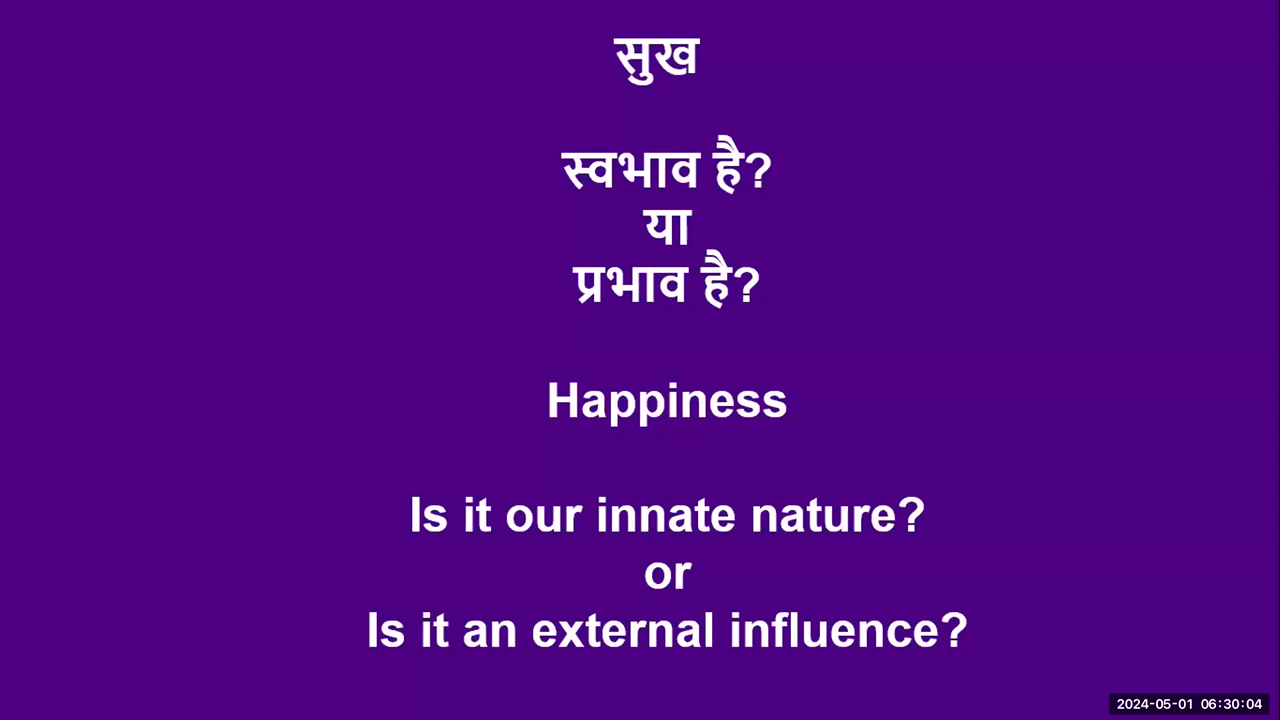 सुख
स्वभाव है?
या
प्रभाव है?
Happiness
Is it our innate nature?
or
Is it an external influence?
2024-05-01 06:30:04